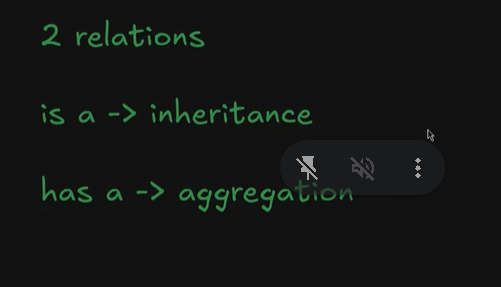 2 relations
is a -> inheritance
has a -> aggregation